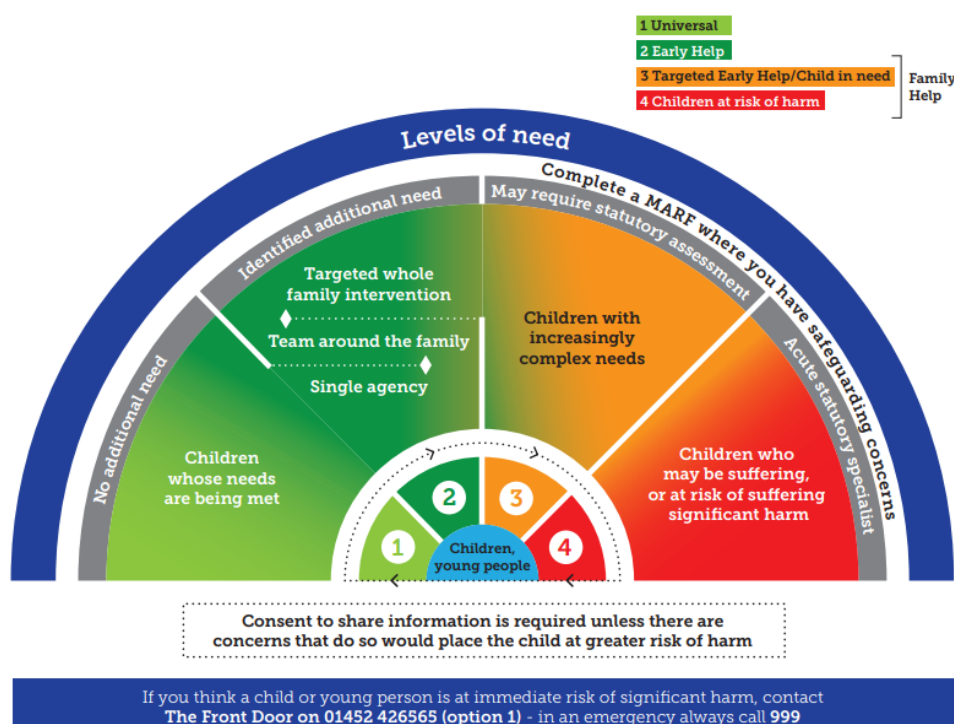 1 Universal
2 Early Help
3 Targeted Early Help/Child in need
4 Children at risk of harm
Family
Help
Levels of need
Complete a MARF where you have safeguarding concerns
No additional need
Identified additional need
May require statutory assessment
Acute statutory specialist
Targeted whole
family intervention
Team around the family
Single agency
Children with
increasingly
complex needs
Children
whose needs
are being met
Children who
may be suffering,
or at risk of suffering
significant harm
1
2
3
4
Children,
young people
Consent to share information is required unless there are
concerns that do so would place the child at greater risk of harm
If you think a child or young person is at immediate risk of significant harm, contact
The Front Door on 01452 426565 (option 1) - in an emergency always call 999